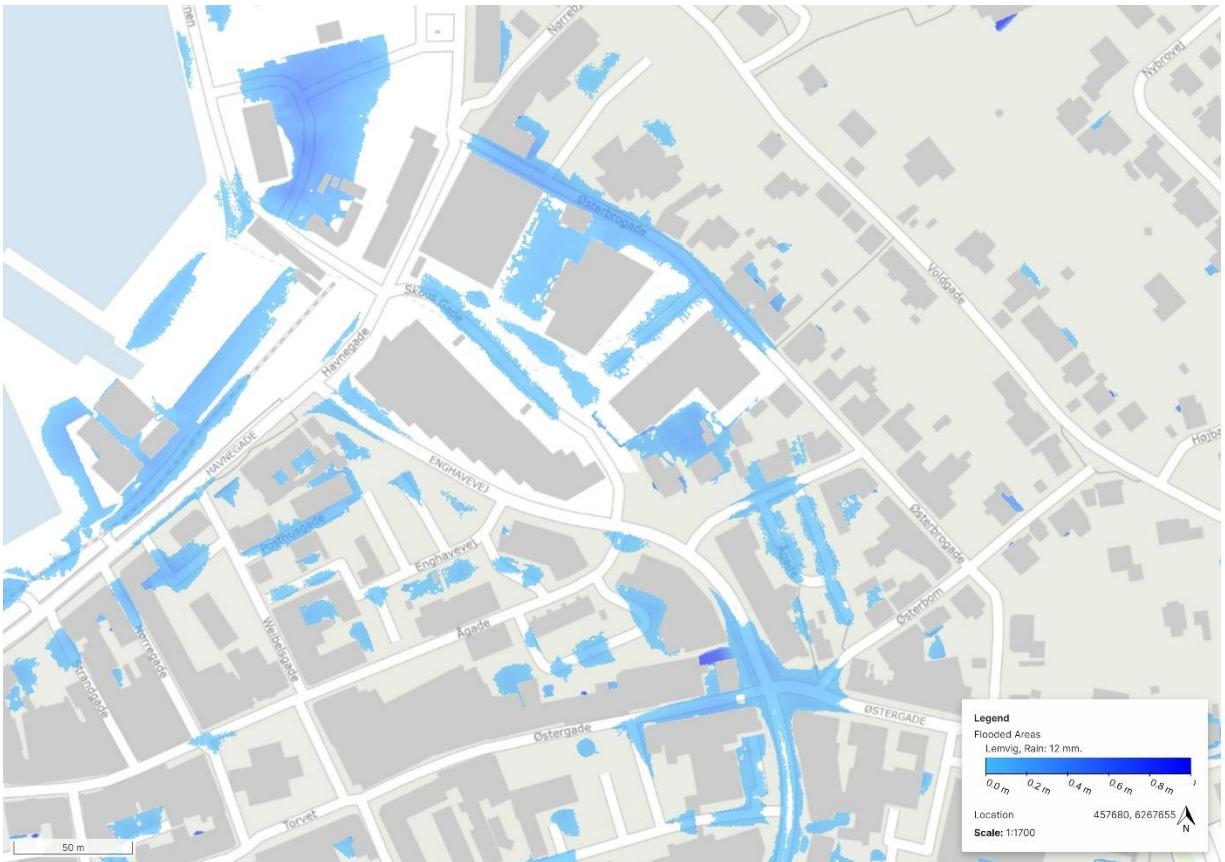 nen
Nørreb
Nybrovej
Østerbrogade
Voldgade
Skous Gade
Havnegade
HAVNEGADE
ENGHAVEVEJ
Højba
Posthusgade
Enghavevej
Ågade
Østerbrogade
Østerbom
Ågade
Nørregade
Weibelsgade
Strandgade
ØSTERGADE
Østergade
Torvet
50 m
Legend
Flooded Areas
Lemvig, Rain: 12 mm.
0.0 m 0.2 m 0.4 m 0.6 m 0.8 m
Location 457680, 6267655
Scale: 1:1700
N